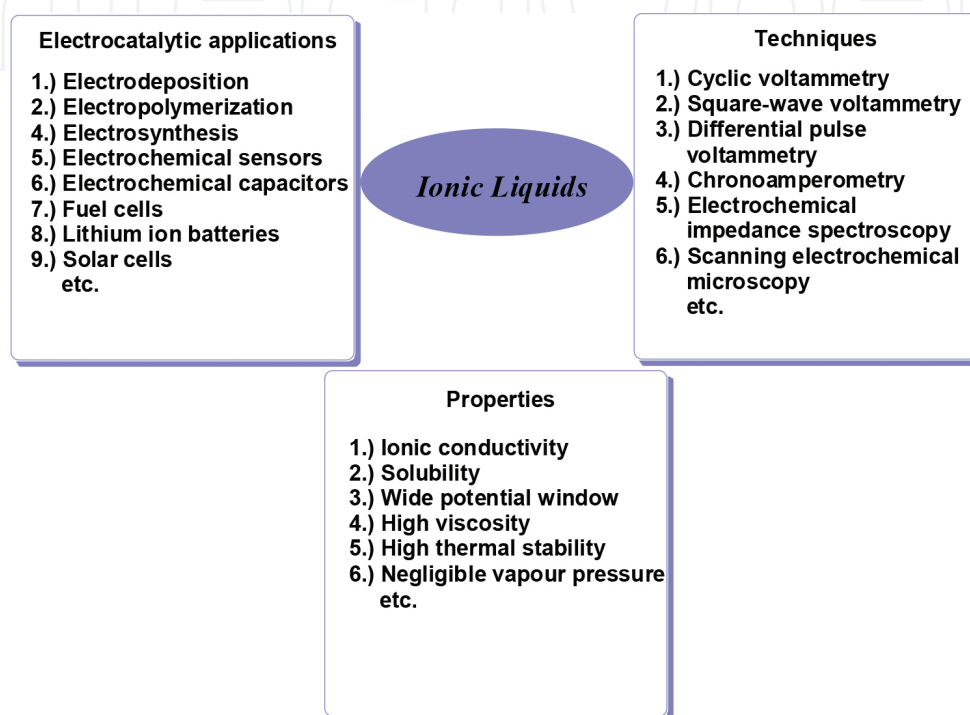 Electrocatalytic applications
1.) Electrodeposition
2.) Electropolymerization
4.) Electrosynthesis
5.) Electrochemical sensors
6.) Electrochemical capacitors
7.) Fuel cells
8.) Lithium ion batteries
9.) Solar cells
etc.
Ionic Liquids
Techniques
1.) Cyclic voltammetry
2.) Square-wave voltammetry
3.) Differential pulse
voltammetry
4.) Chronoamperometry
5.) Electrochemical
impedance spectroscopy
6.) Scanning electrochemical
microscopy
etc.
Properties
1.) Ionic conductivity
2.) Solubility
3.) Wide potential window
4.) High viscosity
5.) High thermal stability
6.) Negligible vapour pressure
etc.